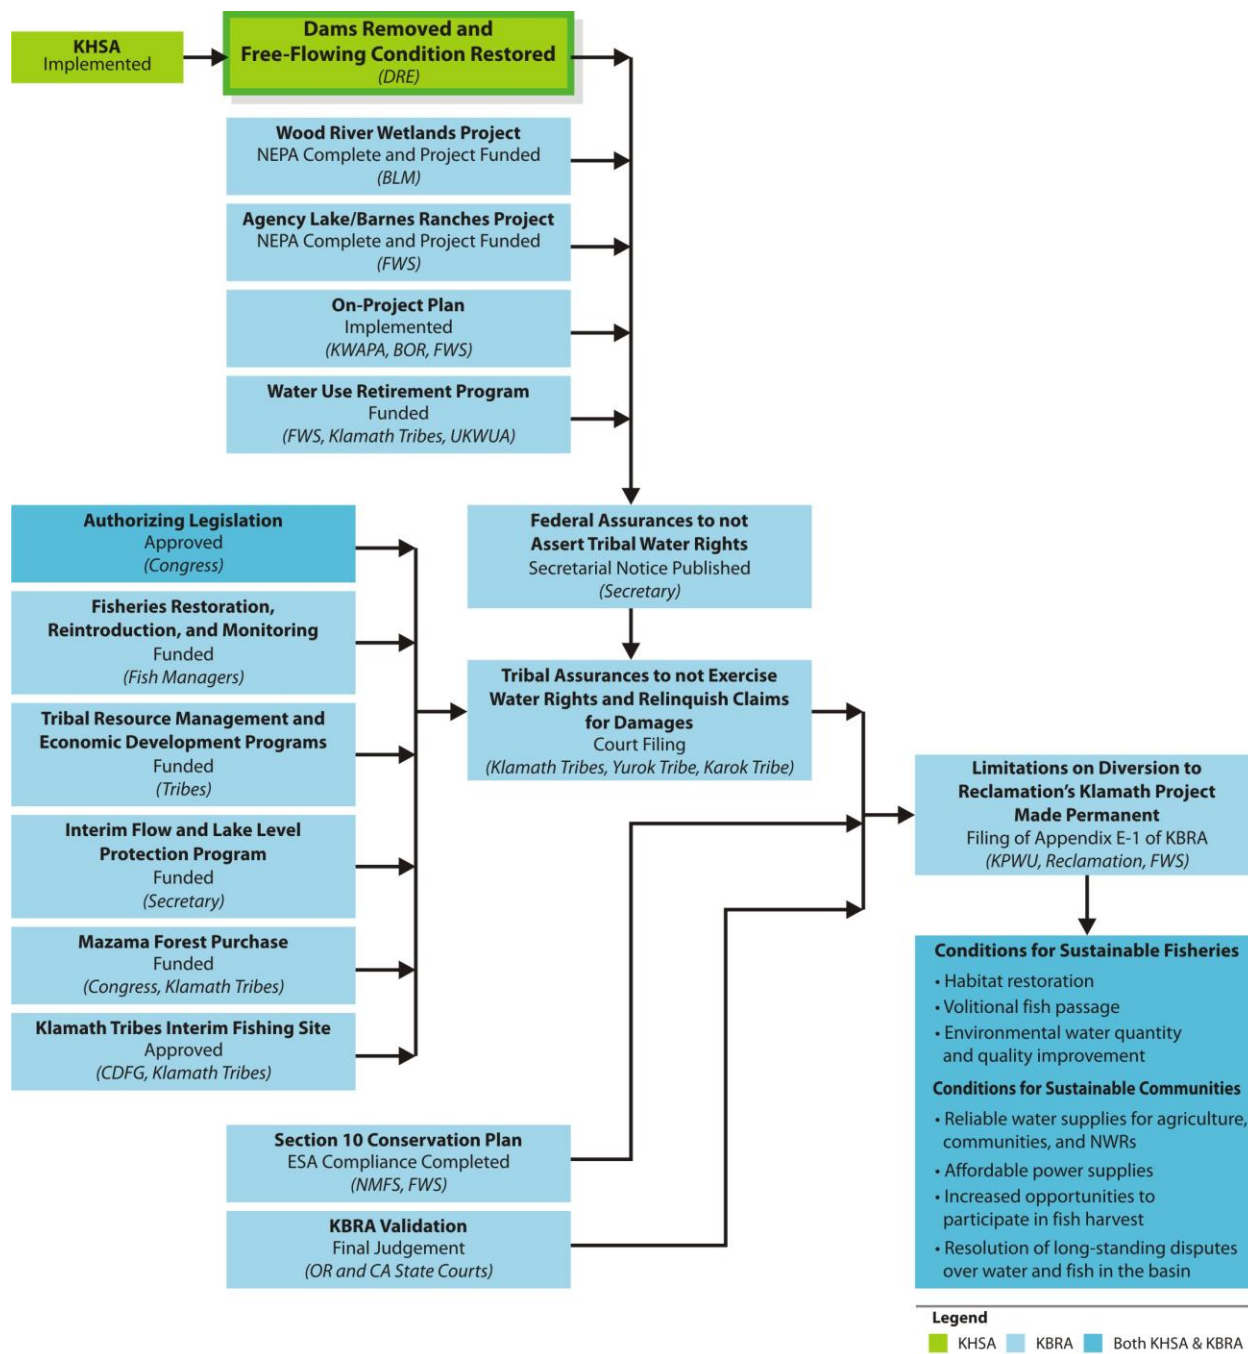 KHSA
Implemented
Dams Removed and
Free-Flowing Condition Restored
(DRE)
Wood River Wetlands Project
NEPA Complete and Project Funded
(BLM)
Agency Lake/Barnes Ranches Project
NEPA Complete and Project Funded
(FWS)
On-Project Plan
Implemented
(KWAPA, BOR, FWS)
Water Use Retirement Program
Funded
(FWS, Klamath Tribes, UKWUA)
Authorizing Legislation
Approved
(Congress)
Fisheries Restoration,
Reintroduction, and Monitoring
Funded
(Fish Managers)
Tribal Resource Management and
Economic Development Programs
Funded
(Tribes)
Interim Flow and Lake Level
Protection Program
Funded
(Secretary)
Mazama Forest Purchase
Funded
(Congress, Klamath Tribes)
Klamath Tribes Interim Fishing Site
Approved
(CDFG, Klamath Tribes)
Federal Assurances to not
Assert Tribal Water Rights
Secretarial Notice Published
(Secretary)
Tribal Assurances to not Exercise
Water Rights and Relinquish Claims
for Damages
Court Filing
(Klamath Tribes, Yurok Tribe, Karok Tribe)
Section 10 Conservation Plan
ESA Compliance Completed
(NMFS, FWS)
KBRA Validation
Final Judgement
(OR and CA State Courts)
Limitations on Diversion to
Reclamation's Klamath Project
Made Permanent
Filing of Appendix E-1 of KBRA
(KPWU, Reclamation, FWS)
Conditions for Sustainable Fisheries
• Habitat restoration
• Volitional fish passage
• Environmental water quantity
and quality improvement
Conditions for Sustainable Communities
• Reliable water supplies for agriculture,
communities, and NWRs
• Affordable power supplies
• Increased opportunities to
participate in fish harvest
• Resolution of long-standing disputes
over water and fish in the basin
Legend
KHSA KBRA Both KHSA & KBRA